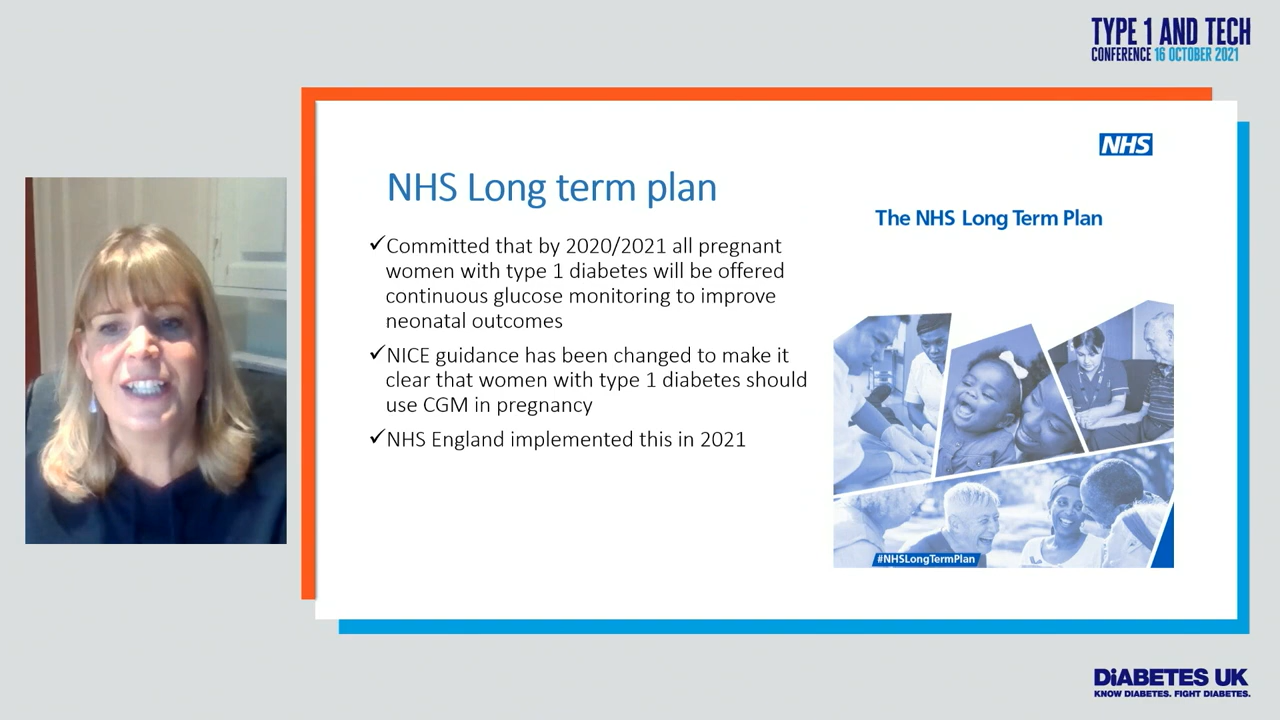 TYPE 1 AND TECH
CONFERENCE 16 OCTOBER 2021
NHS
NHS Long term plan
The NHS Long Term Plan
✓Committed that by 2020/2021 all pregnant
women with type 1 diabetes will be offered
continuous glucose monitoring to improve
neonatal outcomes
✓NICE guidance has been changed to make it
clear that women with type 1 diabetes should
use CGM in pregnancy
✓NHS England implemented this in 2021
#NHSLongTermPlan
DiABETES UK
KNOW DIABETES. FIGHT DIABETES.